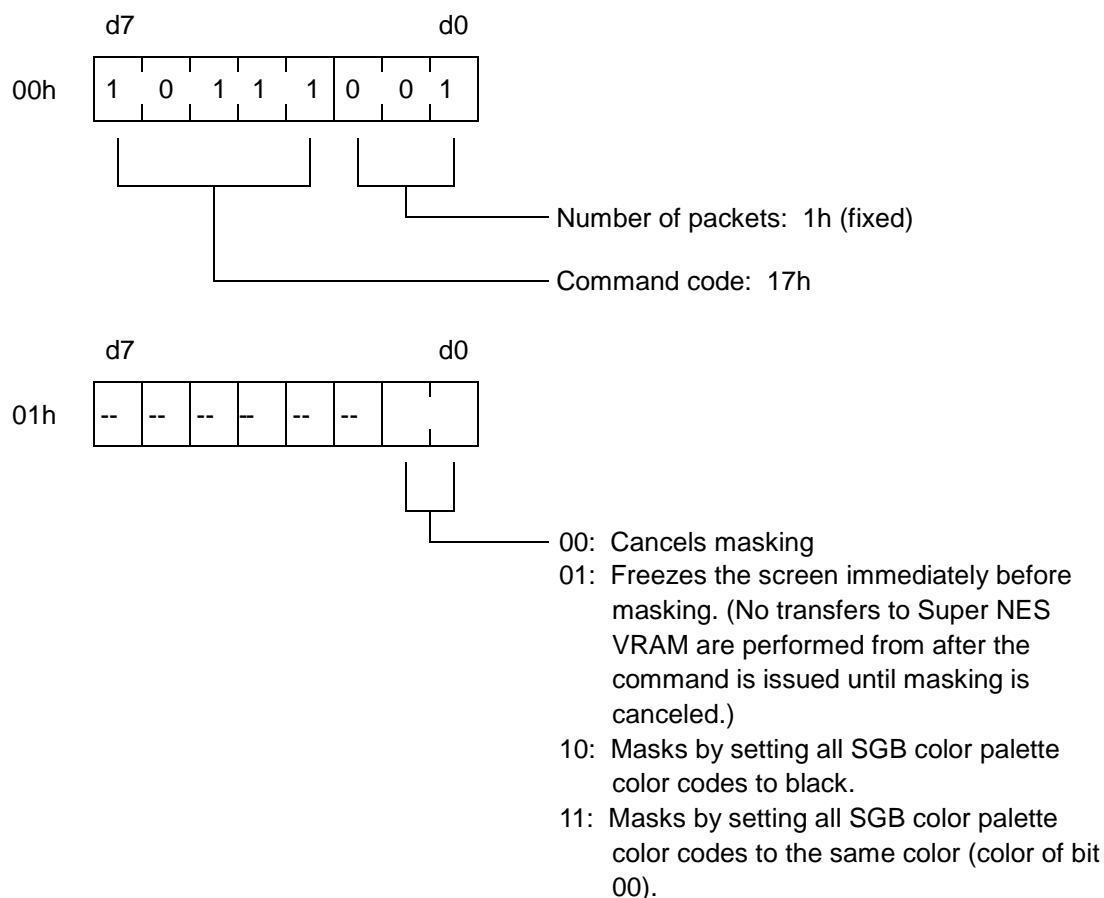 d7 d0
00h 1 0 1 1 1 0 0 1
Number of packets: 1h (fixed)
Command code: 17h
d7 d0
01h -- -- -- -- -- --
00: Cancels masking
01: Freezes the screen immediately before
masking. (No transfers to Super NES
VRAM are performed from after the
command is issued until masking is
canceled.)
10: Masks by setting all SGB color palette
color codes to black.
11: Masks by setting all SGB color palette
color codes to the same color (color of bit
00).